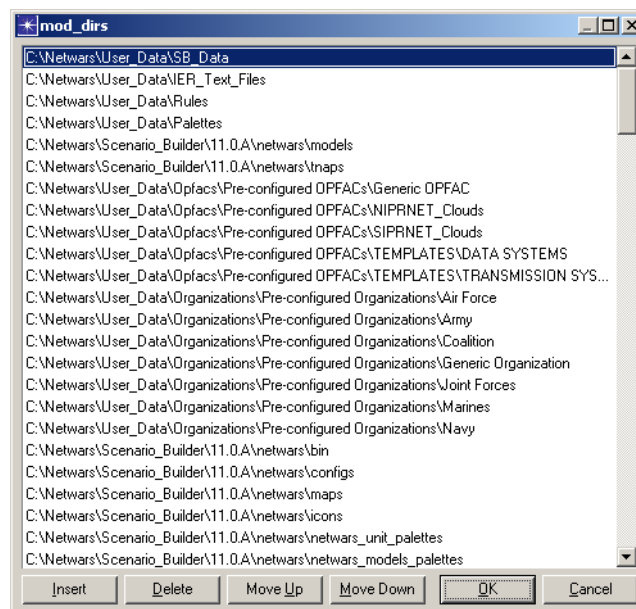 mod_dirs
C:\Netwars\User_Data\SB_Data
C:\Netwars\User_Data\IER_Text_Files
C:\Netwars\User_Data\Rules
C:\Netwars\User_Data\Palettes
C:\Netwars\Scenario_Builder\11.0.A\netwars\models
C:\Netwars\Scenario_Builder\11.0.A\netwars\tnaps
C:\Netwars\User_Data\Opfacs\Pre-configured OPFACs\Generic OPFAC
C:\Netwars\User_Data\Opfacs\Pre-configured OPFACs\NIPRNET_Clouds
C:\Netwars\User_Data\Opfacs\Pre-configured OPFACs\SIPRNET_Clouds
C:\Netwars\User_Data\Opfacs\Pre-configured OPFACs\TEMPLATES\DATA SYSTEMS
C:\Netwars\User_Data\Opfacs\Pre-configured OPFACs\TEMPLATES\TRANSMISSION SYS...
C:\Netwars\User_Data\Organizations\Pre-configured Organizations\Air Force
C:\Netwars\User_Data\Organizations\Pre-configured Organizations\Army
C:\Netwars\User_Data\Organizations\Pre-configured Organizations\Coalition
C:\Netwars\User_Data\Organizations\Pre-configured Organizations\Generic Organization
C:\Netwars\User_Data\Organizations\Pre-configured Organizations\Joint Forces
C:\Netwars\User_Data\Organizations\Pre-configured Organizations\Marines
C:\Netwars\User_Data\Organizations\Pre-configured Organizations\Navy
C:\Netwars\Scenario_Builder\11.0.A\netwars\bin
C:\Netwars\Scenario_Builder\11.0.A\netwars\configs
C:\Netwars\Scenario_Builder\11.0.A\netwars\maps
C:\Netwars\Scenario_Builder\11.0.A\netwars\icons
C:\Netwars\Scenario_Builder\11.0.A\netwars\netwars_unit_palettes
C:\Netwars\Scenario_Builder\11.0.A\netwars\netwars_models_palettes
Insert Delete Move Up Move Down OK Cancel